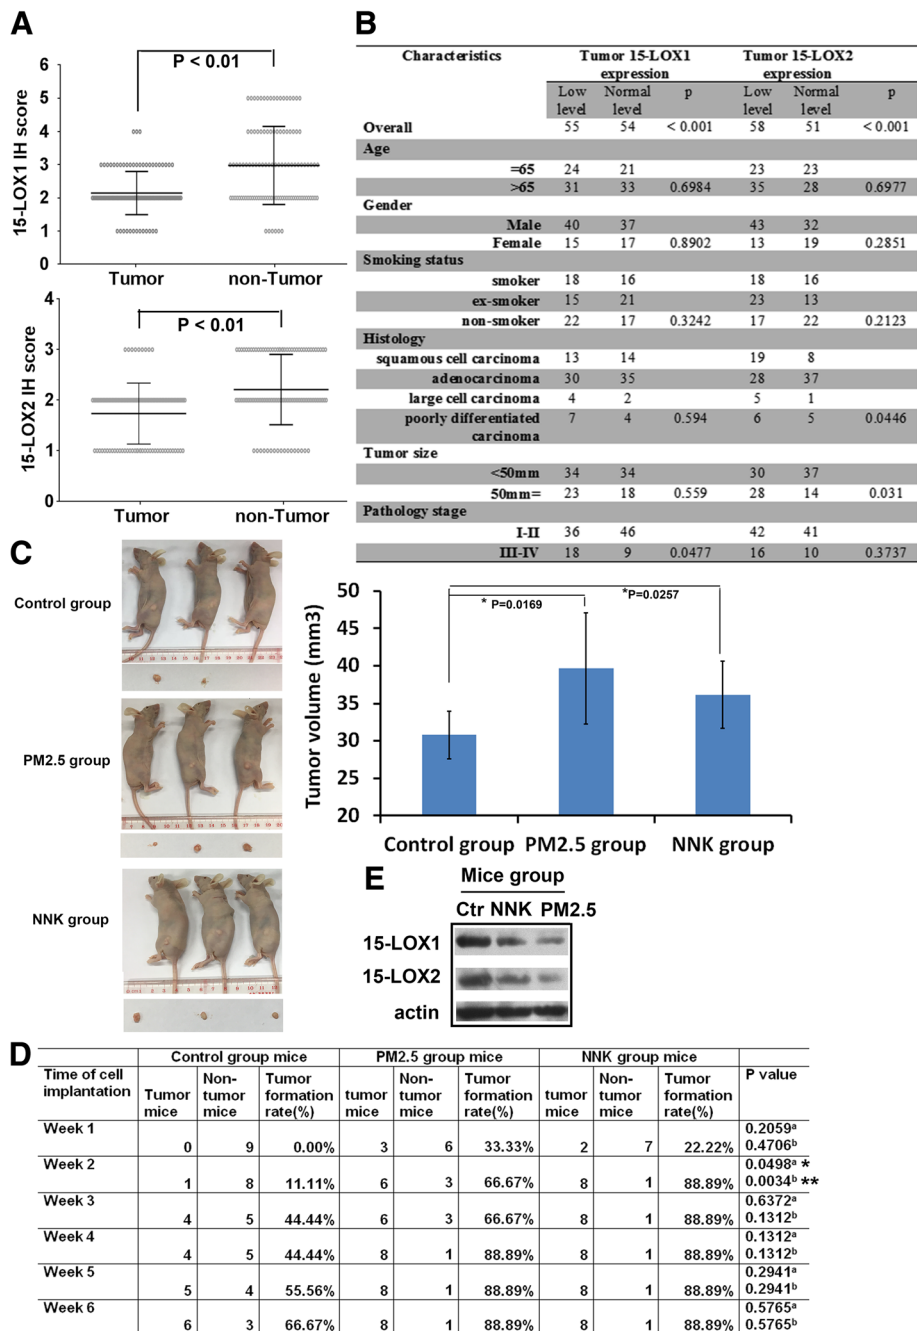 A
P < 0.01
15-LOX1 IH score
6
5
4
3
2
1
0
Tumor non-Tumor
P < 0.01
15-LOX2 IH score
4
3
2
1
0
Tumor non-Tumor
B
Characteristics Tumor 15-LOX1 expression Tumor 15-LOX2 expression
Low level Normal level p Low level Normal level p
Overall 55 54 < 0.001 58 51 < 0.001
Age
=65 24 21 23 23
>65 31 33 0.6984 35 28 0.6977
Gender
Male 40 37 43 32
Female 15 17 0.8902 13 19 0.2851
Smoking status
smoker 18 16 18 16
ex-smoker 15 21 23 13
non-smoker 22 17 0.3242 17 22 0.2123
Histology
squamous cell carcinoma 13 14 19 8
adenocarcinoma 30 35 28 37
large cell carcinoma 4 2 5 1
poorly differentiated carcinoma 7 4 0.594 6 5 0.0446
Tumor size
<50mm 34 34 30 37
50mm= 23 18 0.559 28 14 0.031
Pathology stage
I-II 36 46 42 41
III-IV 18 9 0.0477 16 10 0.3737
C
Control group
PM2.5 group
NNK group
Tumor volume (mm3)
50
45
40
35
30
25
20
* P=0.0169
*P=0.0257
Control group PM2.5 group NNK group
E
Mice group
Ctr NNK PM2.5
15-LOX1
15-LOX2
actin
D
Control group mice PM2.5 group mice NNK group mice
Time of cell implantation Tumor mice Non-tumor mice Tumor formation rate(%) tumor mice Non-tumor mice Tumor formation rate(%) tumor mice Non-tumor mice Tumor formation rate(%) P value
Week 1 0 9 0.00% 3 6 33.33% 2 7 22.22% 0.2059a 0.4706b
Week 2 1 8 11.11% 6 3 66.67% 8 1 88.89% 0.0498a * 0.0034b **
Week 3 4 5 44.44% 6 3 66.67% 8 1 88.89% 0.6372a 0.1312b
Week 4 4 5 44.44% 8 1 88.89% 8 1 88.89% 0.1312a 0.1312b
Week 5 5 4 55.56% 8 1 88.89% 8 1 88.89% 0.2941a 0.2941b
Week 6 6 3 66.67% 8 1 88.89% 8 1 88.89% 0.5765a 0.5765b